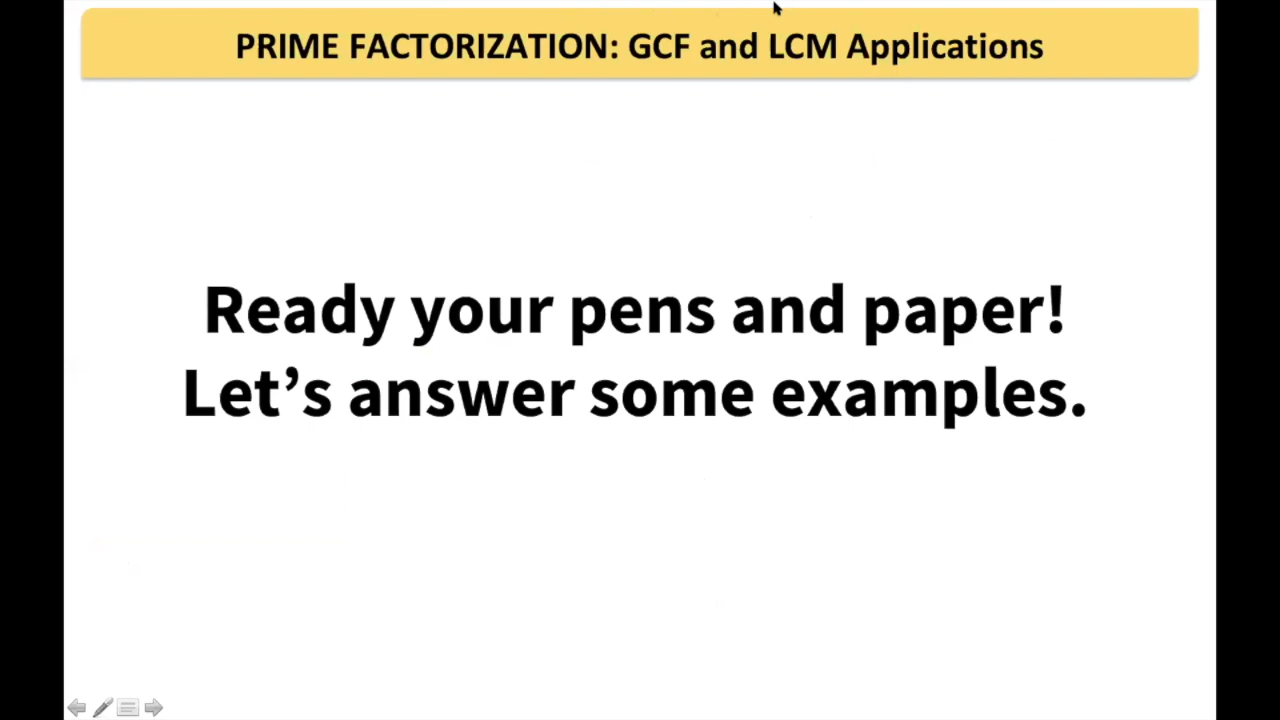 PRIME FACTORIZATION: GCF and LCM Applications
Ready your pens and paper!
Let’s answer some examples.